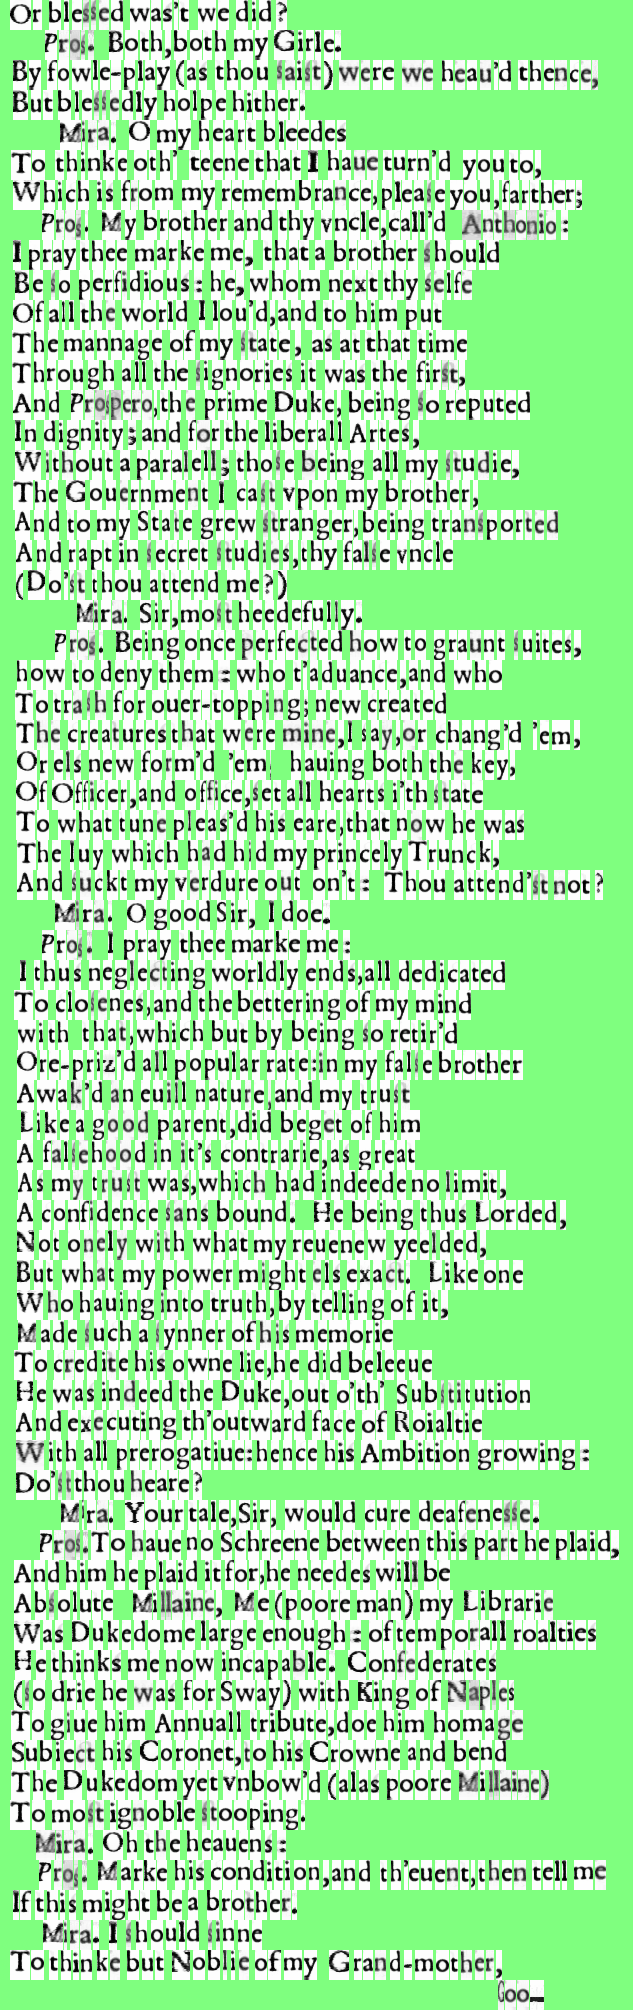 Or blessed was't we did?
Pros. Both,both my Girle.
By fowle-play (as thou saist) were we heau'd thence,
But blessedly holpe hither.
Mira. O my heart bleedes
To thinke oth' teene that I haue turn'd you to,
Which is from my remembrance,please you,farther;
Pros. My brother and thy vncle,call'd Anthonio:
I pray thee marke me, that a brother should
Be so perfidious: he, whom next thy selfe
Of all the world I lou'd,and to him put
The mannage of my state, as at that time
Through all the signories it was the first,
And Prospero,the prime Duke, being so reputed
In dignity; and for the liberall Artes,
Without a paralell; those being all my studie,
The Gouernment I cast vpon my brother,
And to my State grew stranger,being transported
And rapt in secret studies,thy false vncle
(Do'st thou attend me?)
Mira. Sir,most heedefully.
Pros. Being once perfected how to graunt suites,
how to deny them: who t'aduance,and who
To trash for ouer-topping; new created
The creatures that were mine,I say,or chang'd 'em,
Or els new form'd 'em; hauing both the key,
Of Officer,and office,set all hearts i'th state
To what tune pleas'd his eare,that now he was
The Iuy which had hid my princely Trunck,
And suckt my verdure out on't: Thou attend'st not?
Mira. O good Sir, I doe.
Pros. I pray thee marke me:
I thus neglecting worldly ends,all dedicated
To closenes,and the bettering of my mind
with that,which but by being so retir'd
Ore-priz'd all popular rate:in my false brother
Awak'd an euill nature,and my trust
Like a good parent,did beget of him
A falsehood in it's contrarie,as great
As my trust was,which had indeede no limit,
A confidence sans bound. He being thus Lorded,
Not onely with what my reuenew yeelded,
But what my power might els exact. Like one
Who hauing into truth,by telling of it,
Made such a synner of his memorie
To credite his owne lie,he did beleeue
He was indeed the Duke,out o'th' Substitution
And executing th'outward face of Roialtie
With all prerogatiue:hence his Ambition growing:
Do'st thou heare?
Mira. Your tale,Sir, would cure deafenesse.
Pros.To haue no Schreene between this part he plaid,
And him he plaid it for,he needes will be
Absolute Millaine, Me (poore man) my Librarie
Was Dukedome large enough: of temporall roalties
He thinks me now incapable. Confederates
(so drie he was for Sway) with King of Naples
To giue him Annuall tribute,doe him homage
Subiect his Coronet,to his Crowne and bend
The Dukedom yet vnbow'd (alas poore Millaine)
To most ignoble stooping.
Mira. Oh the heauens:
Pros. Marke his condition,and th'euent,then tell me
If this might be a brother.
Mira. I should sinne
To thinke but Noblie of my Grand-mother,
Goo-